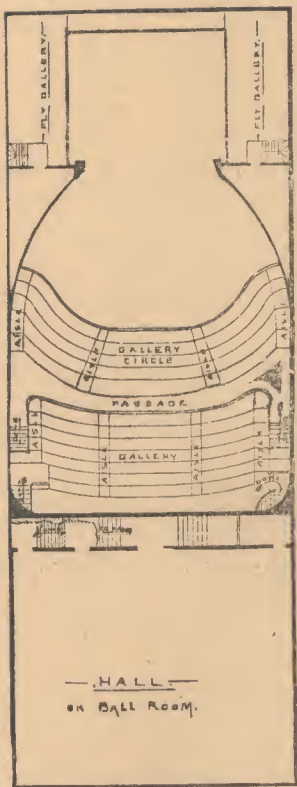 FLY GALLERY.
FLY GALLERY.
AISLE
AISLE
GALLERY
CIRCLE
AISLE
AISLE
PASSAGE
AISLE
AISLE
GALLERY
AISLE
AISLE
— HALL —
OR BALL ROOM.